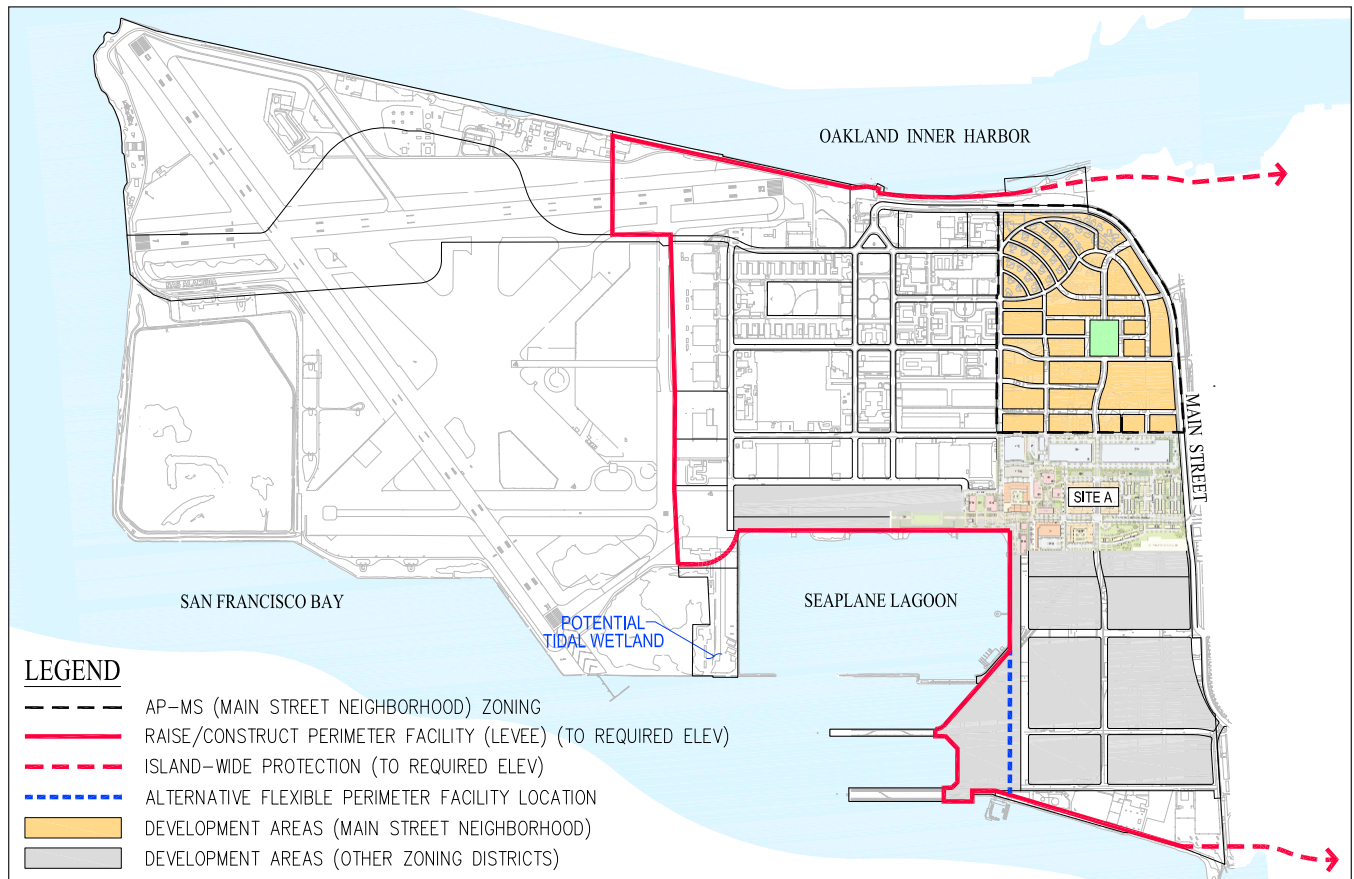 OAKLAND INNER HARBOR
MAIN STREET
SITE A
SAN FRANCISCO BAY
SEAPLANE LAGOON
POTENTIAL
TIDAL WETLAND
LEGEND
AP-MS (MAIN STREET NEIGHBORHOOD) ZONING
RAISE/CONSTRUCT PERIMETER FACILITY (LEVEE) (TO REQUIRED ELEV)
ISLAND-WIDE PROTECTION (TO REQUIRED ELEV)
ALTERNATIVE FLEXIBLE PERIMETER FACILITY LOCATION
DEVELOPMENT AREAS (MAIN STREET NEIGHBORHOOD)
DEVELOPMENT AREAS (OTHER ZONING DISTRICTS)